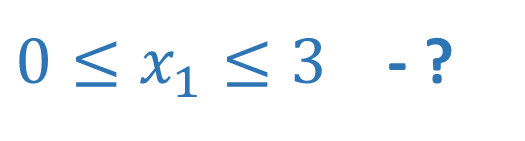 0 ≤ x₁ ≤ 3 - ?